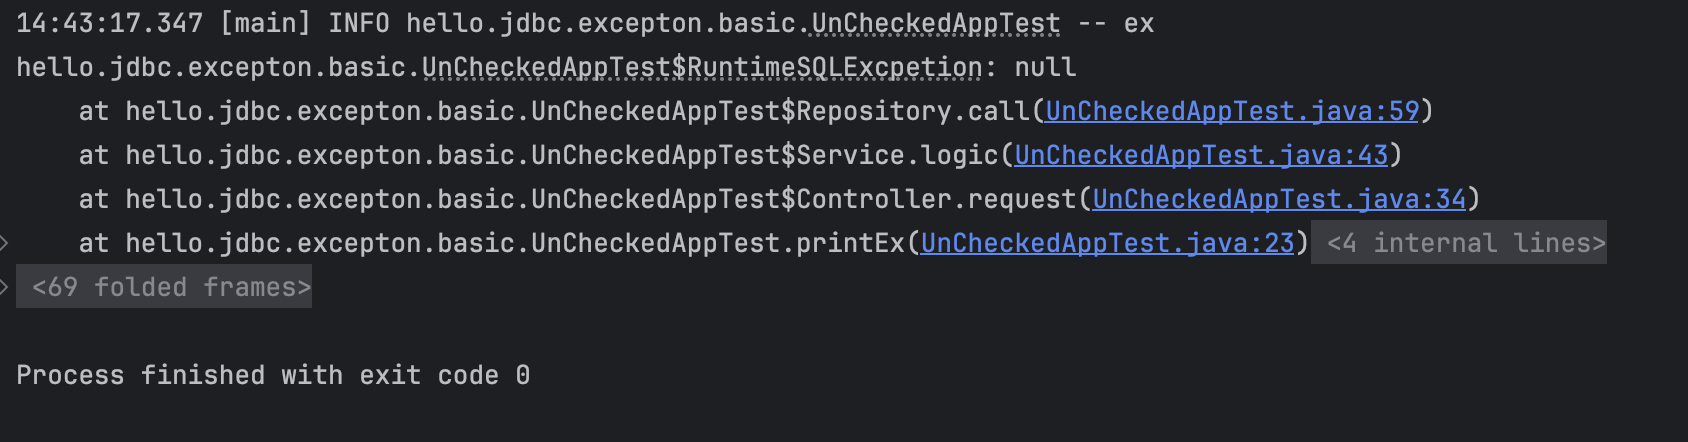 14:43:17.347 [main] INFO hello.jdbc.excepton.basic.UnCheckedAppTest -- ex
hello.jdbc.excepton.basic.UnCheckedAppTest$RuntimeSQLExcpetion: null
    at hello.jdbc.excepton.basic.UnCheckedAppTest$Repository.call(UnCheckedAppTest.java:59)
    at hello.jdbc.excepton.basic.UnCheckedAppTest$Service.logic(UnCheckedAppTest.java:43)
    at hello.jdbc.excepton.basic.UnCheckedAppTest$Controller.request(UnCheckedAppTest.java:34)
    at hello.jdbc.excepton.basic.UnCheckedAppTest.printEx(UnCheckedAppTest.java:23) <4 internal lines>
<69 folded frames>
Process finished with exit code 0